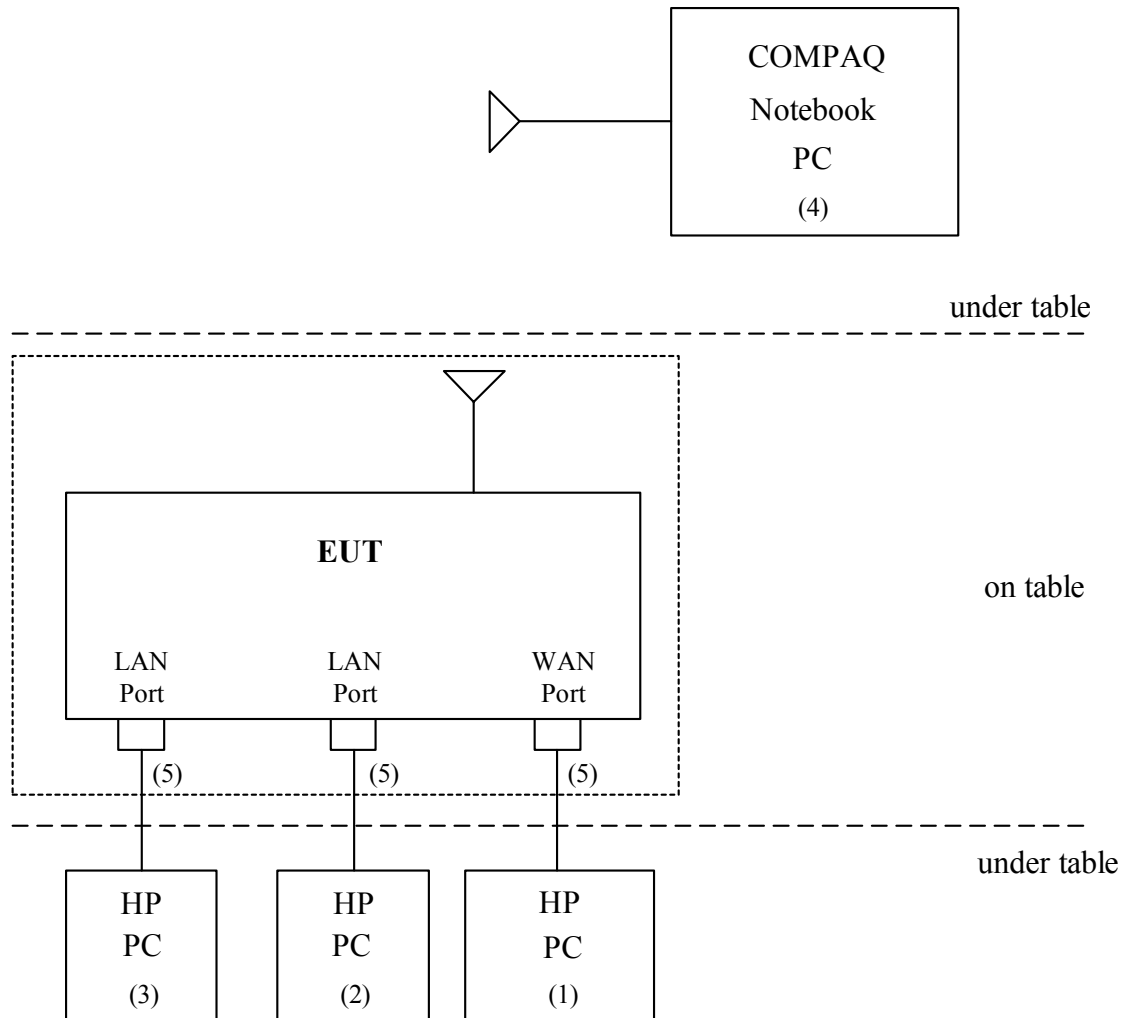 COMPAQ
Notebook
PC
(4)
under table
EUT
on table
LAN
Port
LAN
Port
WAN
Port
(5)
(5)
(5)
under table
HP
PC
(3)
HP
PC
(2)
HP
PC
(1)